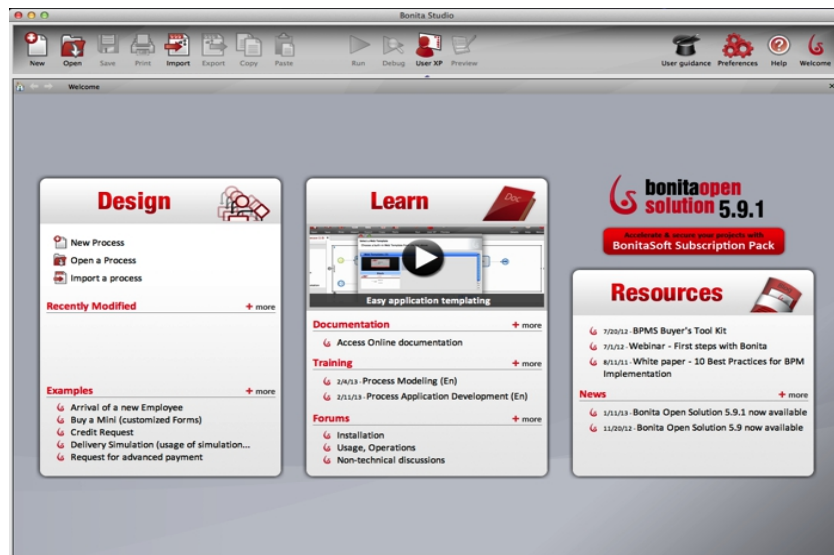 Bonita Studio
New Open Save Print Import Export Copy Paste Run Debug User XP Preview User guidance Preferences Help Welcome
Welcome
Design
New Process
Open a Process
Import a process
Recently Modified + more
Examples + more
Arrival of a new Employee
Buy a Mini (customized Forms)
Credit Request
Delivery Simulation (usage of simulation...
Request for advanced payment
Learn
Doc
Easy application templating
Documentation + more
Access Online documentation
Training + more
2/4/13 - Process Modeling (En)
2/11/13 - Process Application Development (En)
Forums + more
Installation
Usage, Operations
Non-technical discussions
bonitaopen
solution 5.9.1
Accelerate & secure your projects with
BonitaSoft Subscription Pack
Resources
7/20/12 - BPMS Buyer's Tool Kit
7/1/12 - Webinar - First steps with Bonita
8/11/11 - White paper - 10 Best Practices for BPM
Implementation
News + more
1/11/13 - Bonita Open Solution 5.9.1 now available
11/20/12 - Bonita Open Solution 5.9 now available